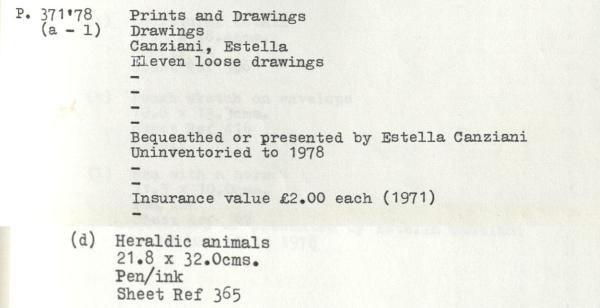 P. 371'78 Prints and Drawings
(a - l) Drawings
Canziani, Estella
Eleven loose drawings
-
-
-
-
Bequeathed or presented by Estella Canziani
Uninventoried to 1978
-
-
Insurance value £2.00 each (1971)
-
(d) Heraldic animals
21.8 x 32.0cms.
Pen/ink
Sheet Ref 365